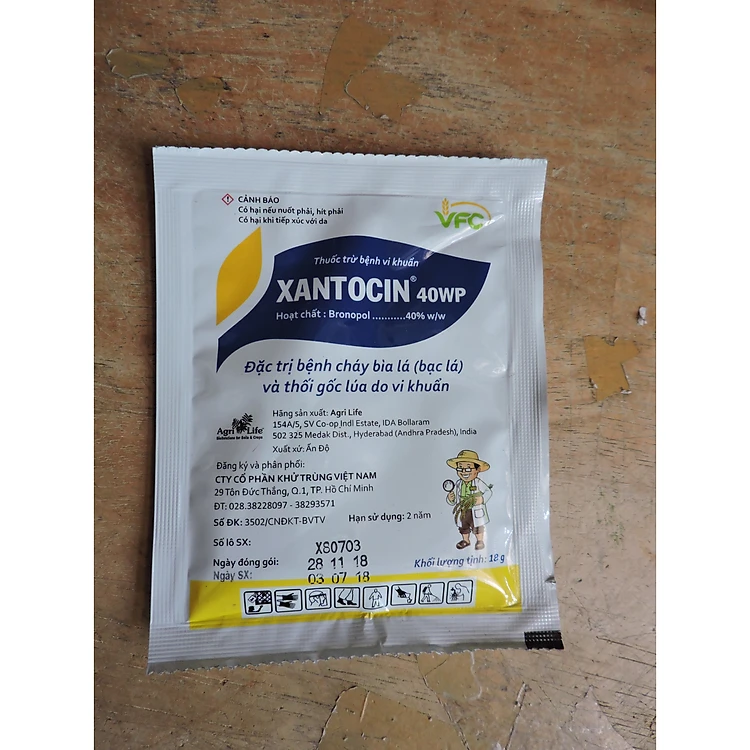 CẢNH BÁO
Có hại nếu nuốt phải, hít phải
Có hại khi tiếp xúc với da
VFC
Thuốc trừ bệnh vi khuẩn
XANTOCIN® 40WP
Hoạt chất : Bronopol ...........40% w/w
Đặc trị bệnh cháy bìa lá (bạc lá)
và thối gốc lúa do vi khuẩn
Agri Life
Hãng sản xuất: Agri Life
154A/5, SV Co-op Indl Estate, IDA Bollaram
502 325 Medak Dist., Hyderabad (Andhra Pradesh), India
Xuất xứ: Ấn Độ
Đăng ký và phân phối:
CTY CỔ PHẦN KHỬ TRÙNG VIỆT NAM
29 Tôn Đức Thắng, Q.1, TP. Hồ Chí Minh
ĐT: 028.38228097 - 38293571
Số ĐK: 3502/CNĐKT-BVTV Hạn sử dụng: 2 năm
Số lô SX: X80703
Ngày đóng gói: 28 11 18
Ngày SX: 03 07 18
Khối lượng tịnh: 18 g